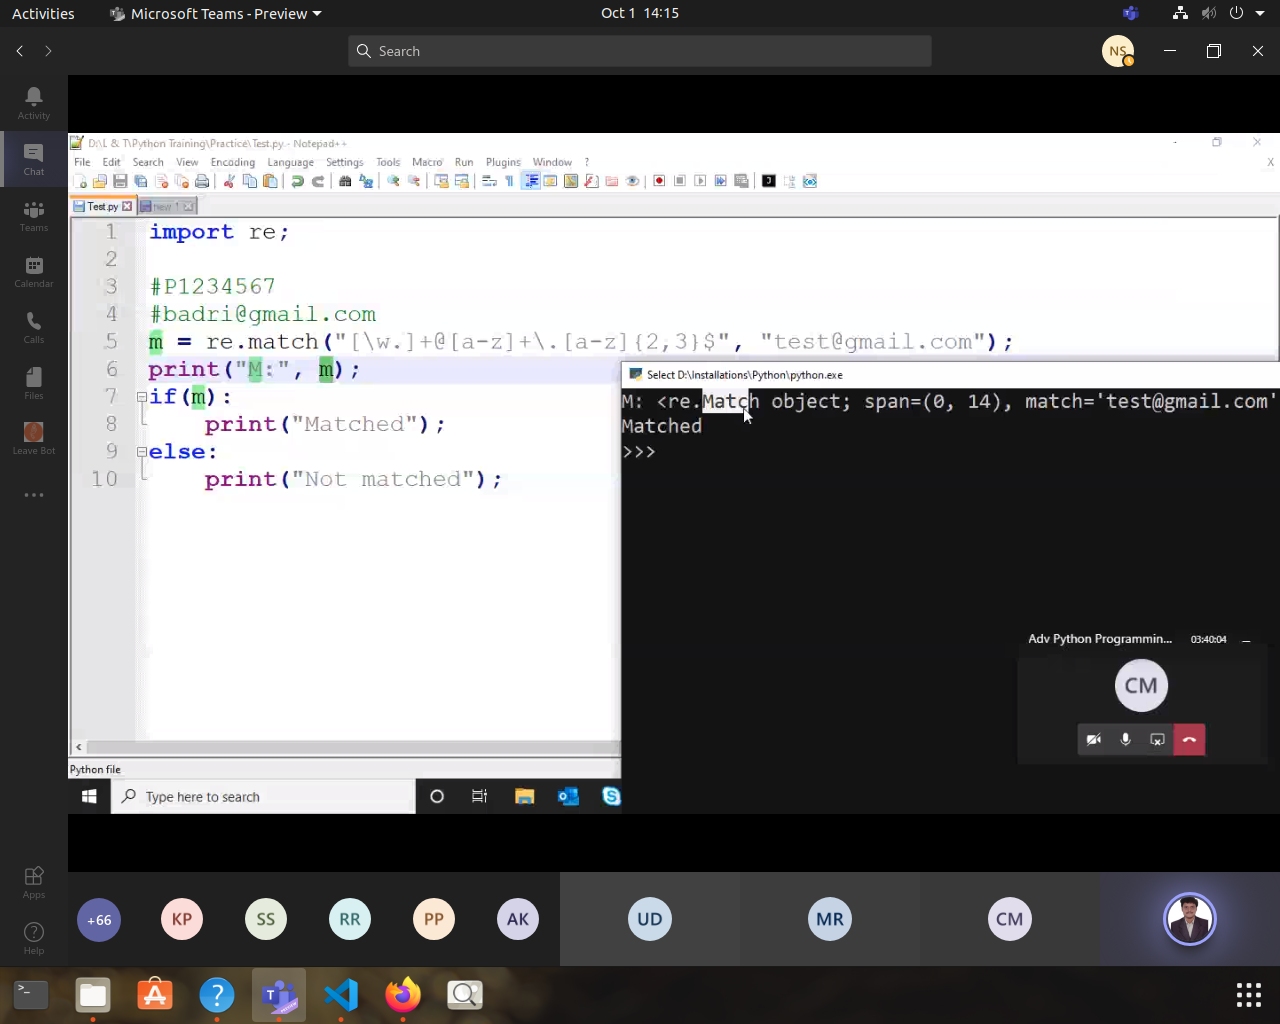 Activities
Microsoft Teams - Preview
Oct 1 14:15
Search
NS
Activity
Chat
Teams
Calendar
Calls
Files
Leave Bot
Apps
Help
D:\L & T\Python Training\Practice\Test.py - Notepad++
File Edit Search View Encoding Language Settings Tools Macro Run Plugins Window ?
X
Test.py
new 1
1 import re;
2
3 #P1234567
4 #badri@gmail.com
5 m = re.match("[\w.]+@[a-z]+\.[a-z]{2,3}$", "test@gmail.com");
6 print("M:", m);
7 if(m):
8 print("Matched");
9 else:
10 print("Not matched");
Select D:\Installations\Python\python.exe
M: <re.Match object; span=(0, 14), match='test@gmail.com'
Matched
>>>
Adv Python Programmin...
03:40:04
CM
Python file
Type here to search
+66
KP
SS
RR
PP
AK
UD
MR
CM